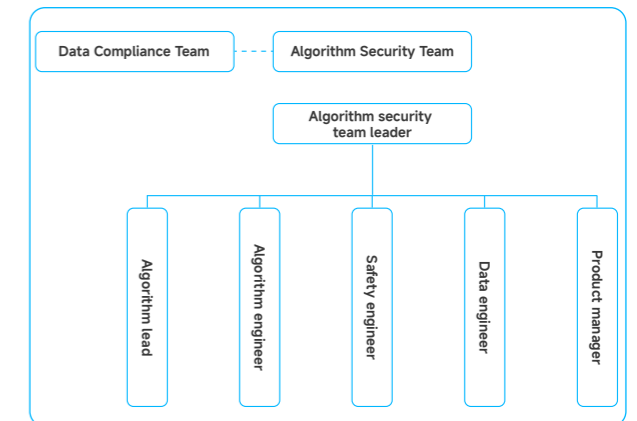 Data Compliance Team
Algorithm Security Team
Algorithm security
team leader
Algorithm lead
Algorithm engineer
Safety engineer
Data engineer
Product manager